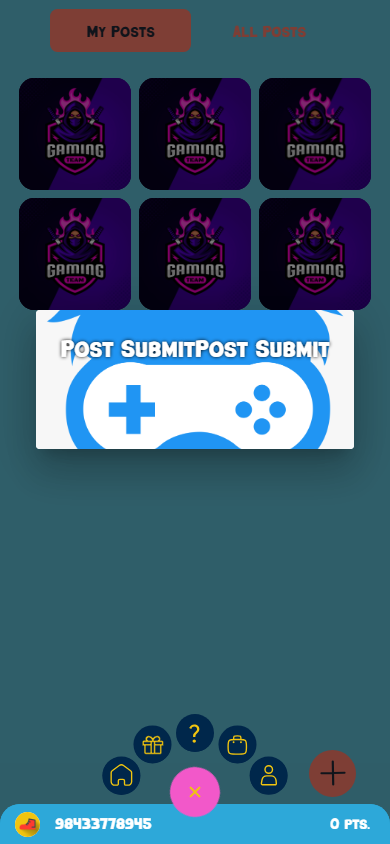 My Posts
All Posts
GAMING
TEAM
GAMING
TEAM
GAMING
TEAM
GAMING
TEAM
GAMING
TEAM
GAMING
TEAM
Post SubmitPost Submit
?
98433778945
0 pts.